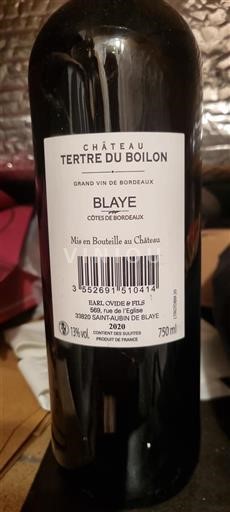 CHÂTEAU
TERTRE DU BOILON
GRAND VIN DE BORDEAUX
BLAYE
CÔTES DE BORDEAUX
Mis en Bouteille au Château
VINIOU
3 552691 510414
EARL OVIDE & FILS
569, rue de l'Eglise
33820 SAINT-AUBIN DE BLAYE
2020
13% vol.
CONTIENT DES SULFITES
750 ml
PRODUIT DE FRANCE